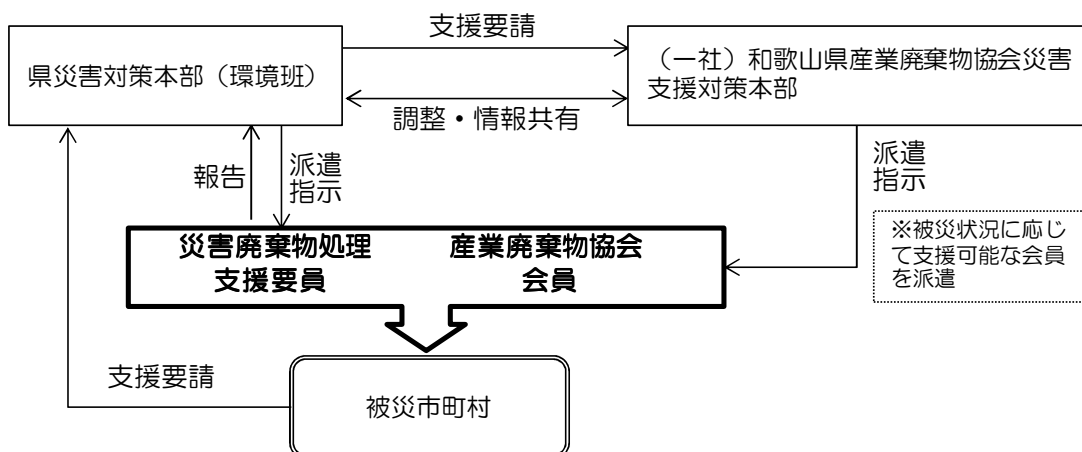 支援要請
県災害対策本部（環境班）
（一社）和歌山県産業廃棄物協会災害
支援対策本部
調整・情報共有
報告
派遣
指示
派遣
指示
※被災状況に応じ
て支援可能な会員
を派遣
災害廃棄物処理
支援要員
産業廃棄物協会
会員
支援要請
被災市町村